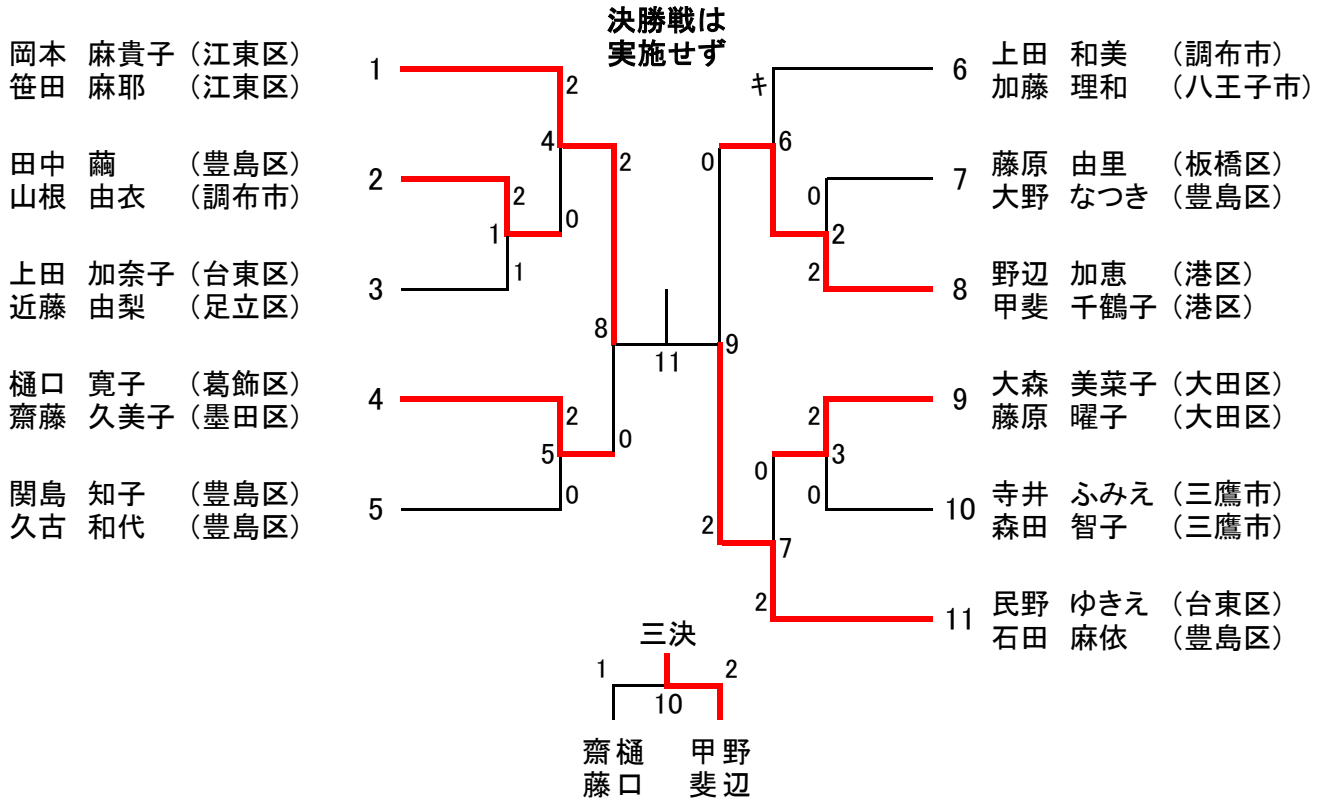 決勝戦は
実施せず
岡本 麻貴子 (江東区)
笹田 麻耶 (江東区)
1
田中 繭 (豊島区)
山根 由衣 (調布市)
2
上田 加奈子 (台東区)
近藤 由梨 (足立区)
3
樋口 寛子 (葛飾区)
齋藤 久美子 (墨田区)
4
関島 知子 (豊島区)
久古 和代 (豊島区)
5
2
4
0
2
1
1
2
8
0
2
5
0
11
6
上田 和美 (調布市)
加藤 理和 (八王子市)
7
藤原 由里 (板橋区)
大野 なつき (豊島区)
8
野辺 加恵 (港区)
甲斐 千鶴子 (港区)
9
大森 美菜子 (大田区)
藤原 曜子 (大田区)
10
寺井 ふみえ (三鷹市)
森田 智子 (三鷹市)
11
民野 ゆきえ (台東区)
石田 麻依 (豊島区)
キ
6
0
0
2
2
9
2
3
0
0
2
7
2
三決
1
2
10
齋藤
樋口
甲斐
野辺